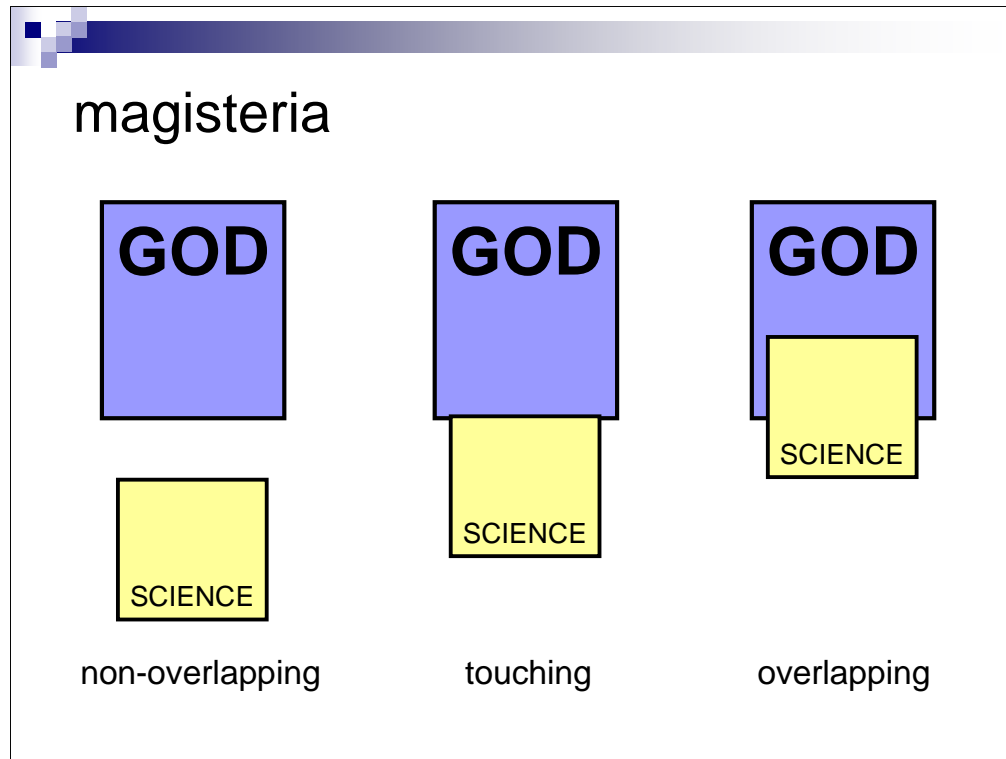 magisteria
GOD GOD GOD
SCIENCE
SCIENCE
SCIENCE
non-overlapping touching overlapping